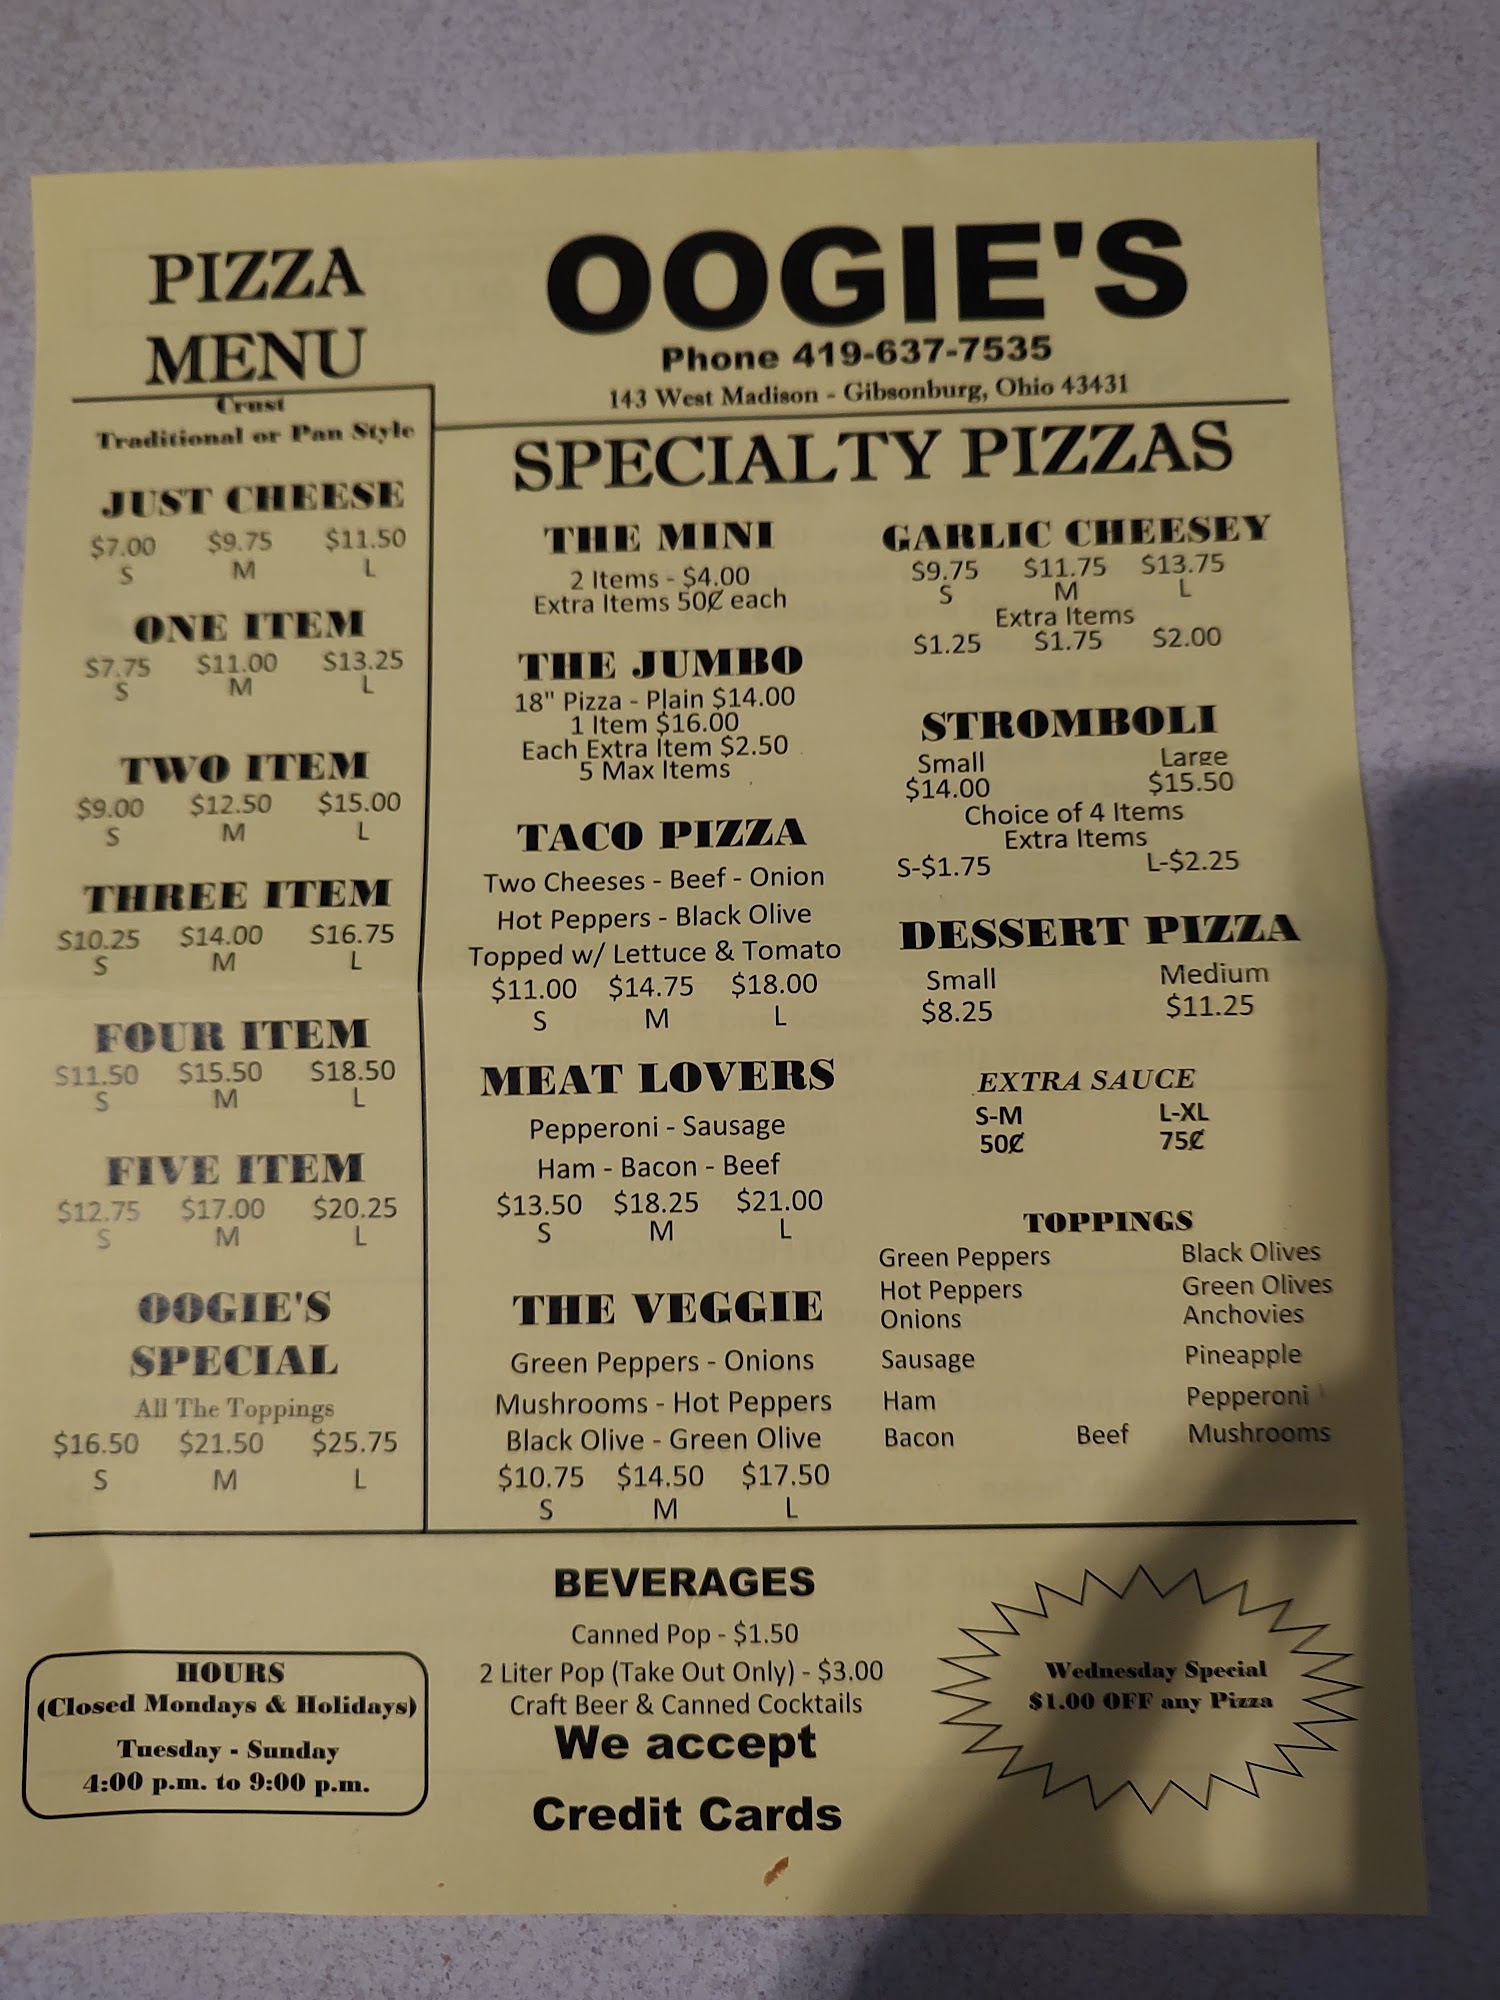 PIZZA
MENU
Crust
Traditional or Pan Style
JUST CHEESE
$7.00 $9.75 $11.50
S M L
ONE ITEM
$7.75 $11.00 $13.25
S M L
TWO ITEM
$9.00 $12.50 $15.00
S M L
THREE ITEM
$10.25 $14.00 $16.75
S M L
FOUR ITEM
$11.50 $15.50 $18.50
S M L
FIVE ITEM
$12.75 $17.00 $20.25
S M L
OOGIE'S
SPECIAL
All The Toppings
$16.50 $21.50 $25.75
S M L
OOGIE'S
Phone 419-637-7535
143 West Madison - Gibsonburg, Ohio 43431
SPECIALTY PIZZAS
THE MINI
2 Items - $4.00
Extra Items 50₵ each
THE JUMBO
18" Pizza - Plain $14.00
1 Item $16.00
Each Extra Item $2.50
5 Max Items
TACO PIZZA
Two Cheeses - Beef - Onion
Hot Peppers - Black Olive
Topped w/ Lettuce & Tomato
$11.00 $14.75 $18.00
S M L
MEAT LOVERS
Pepperoni - Sausage
Ham - Bacon - Beef
$13.50 $18.25 $21.00
S M L
THE VEGGIE
Green Peppers - Onions
Mushrooms - Hot Peppers
Black Olive - Green Olive
$10.75 $14.50 $17.50
S M L
GARLIC CHEESEY
$9.75 $11.75 $13.75
S M L
Extra Items
$1.25 $1.75 $2.00
STROMBOLI
Small Large
$14.00 $15.50
Choice of 4 Items
Extra Items
S-$1.75 L-$2.25
DESSERT PIZZA
Small Medium
$8.25 $11.25
EXTRA SAUCE
S-M L-XL
50₵ 75₵
TOPPINGS
Green Peppers Black Olives
Hot Peppers Green Olives
Onions Anchovies
Sausage Pineapple
Ham Pepperoni
Bacon Beef Mushrooms
HOURS
(Closed Mondays & Holidays)
Tuesday - Sunday
4:00 p.m. to 9:00 p.m.
BEVERAGES
Canned Pop - $1.50
2 Liter Pop (Take Out Only) - $3.00
Craft Beer & Canned Cocktails
We accept
Credit Cards
Wednesday Special
$1.00 OFF any Pizza